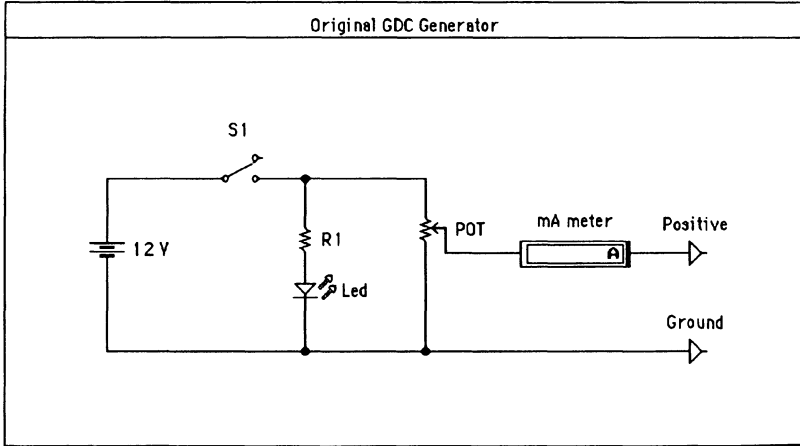 Original GDC Generator
S1
12 V
R1
Led
POT
mA meter
A
Positive
Ground